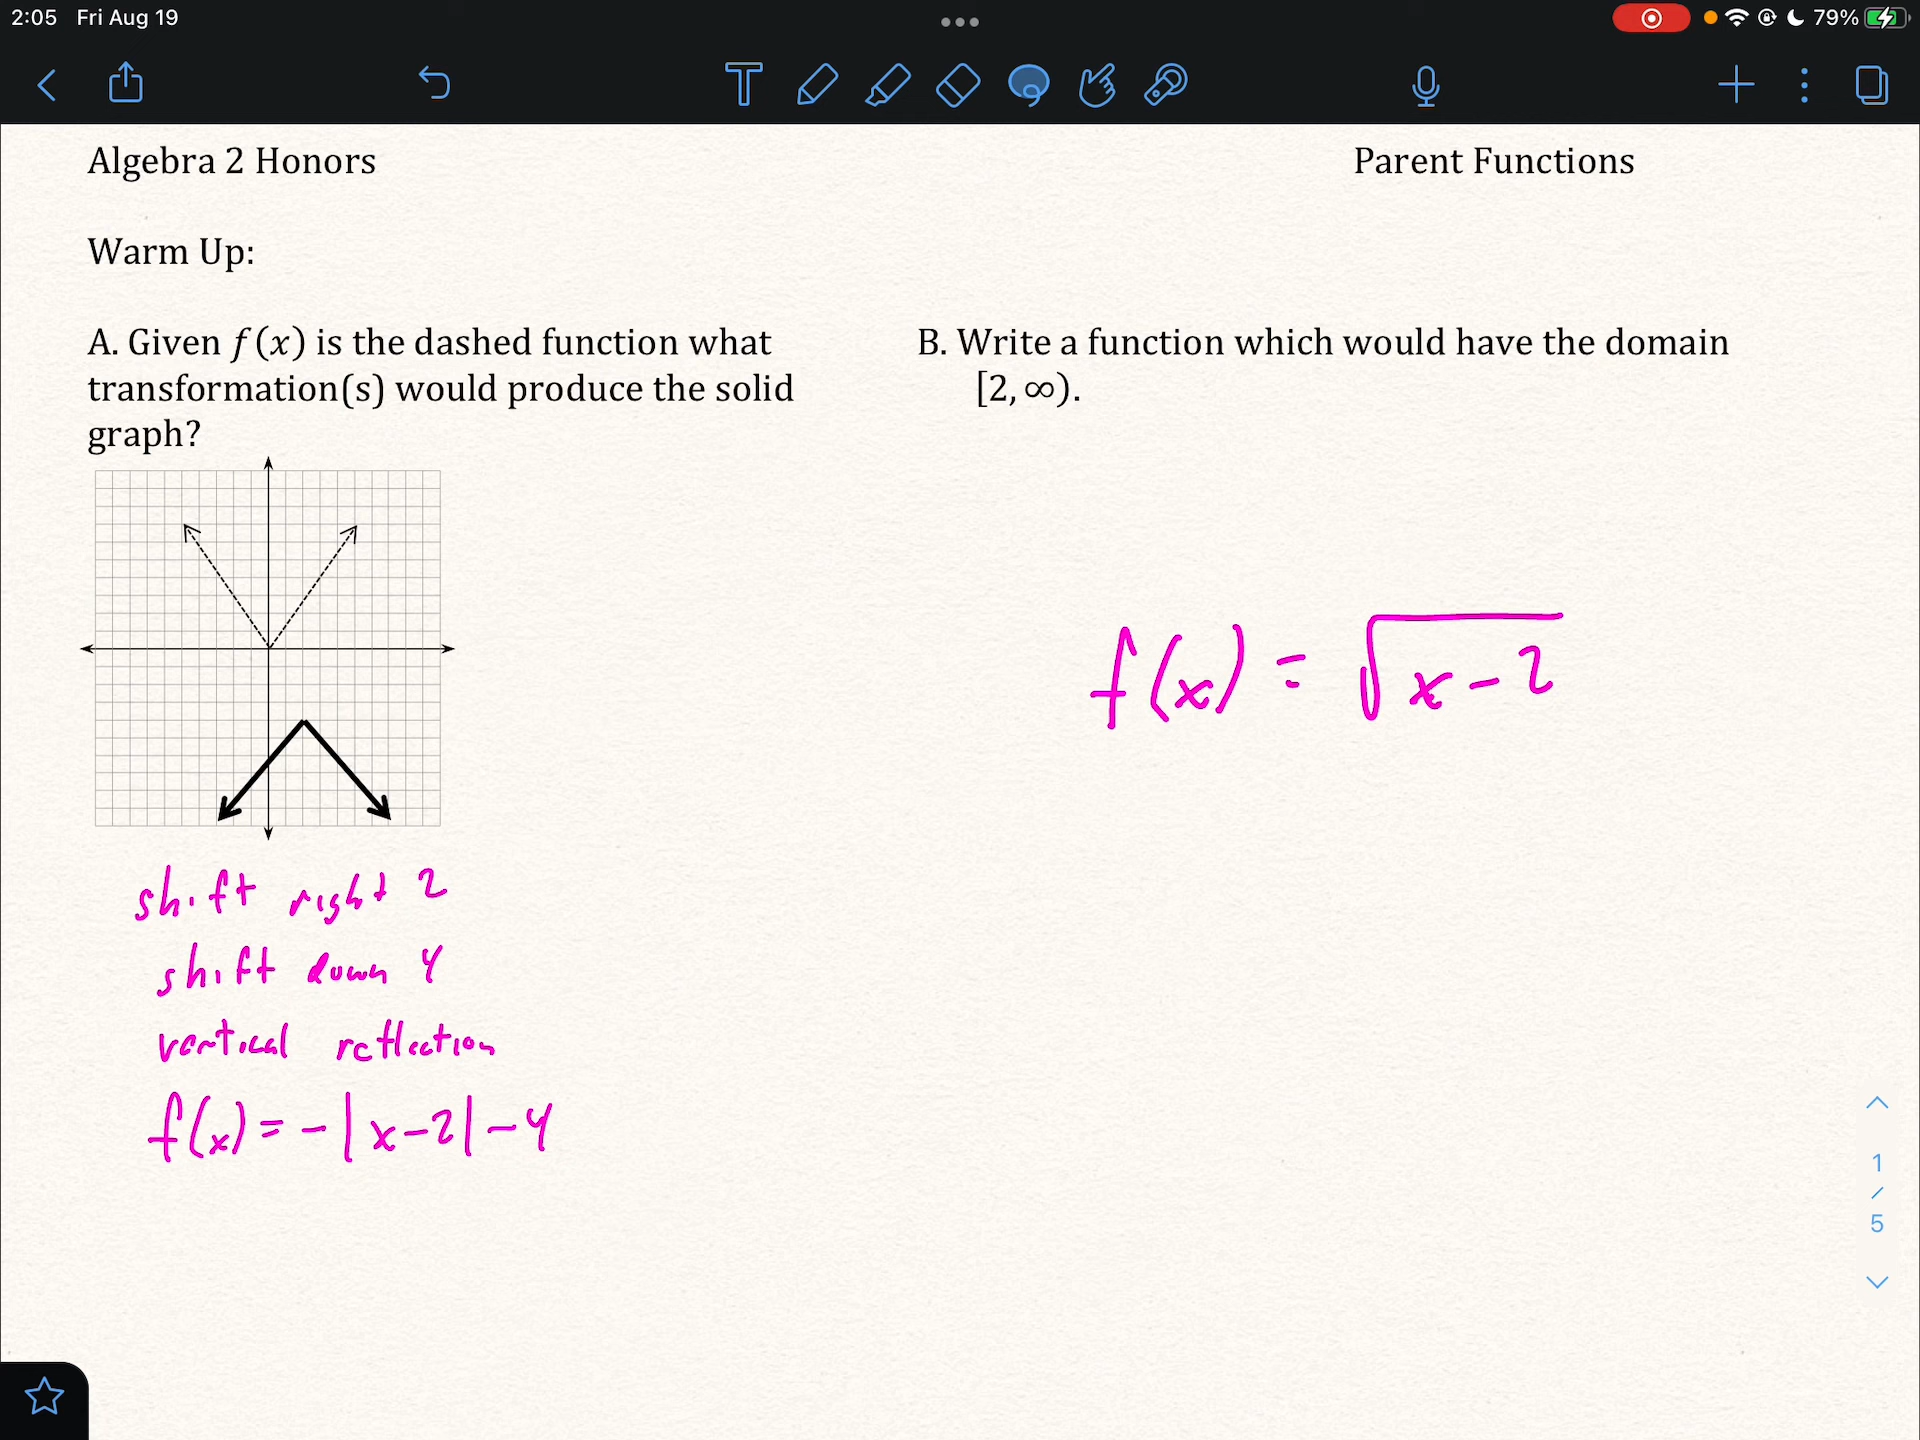 2:05 Fri Aug 19
79%
Algebra 2 Honors
Parent Functions
Warm Up:
A. Given f(x) is the dashed function what
transformation(s) would produce the solid
graph?
shift right 2
shift down 4
vertical reflection
f(x) = -|x-2|-4
B. Write a function which would have the domain
[2, ∞).
f(x) = √x-2
1
/
5